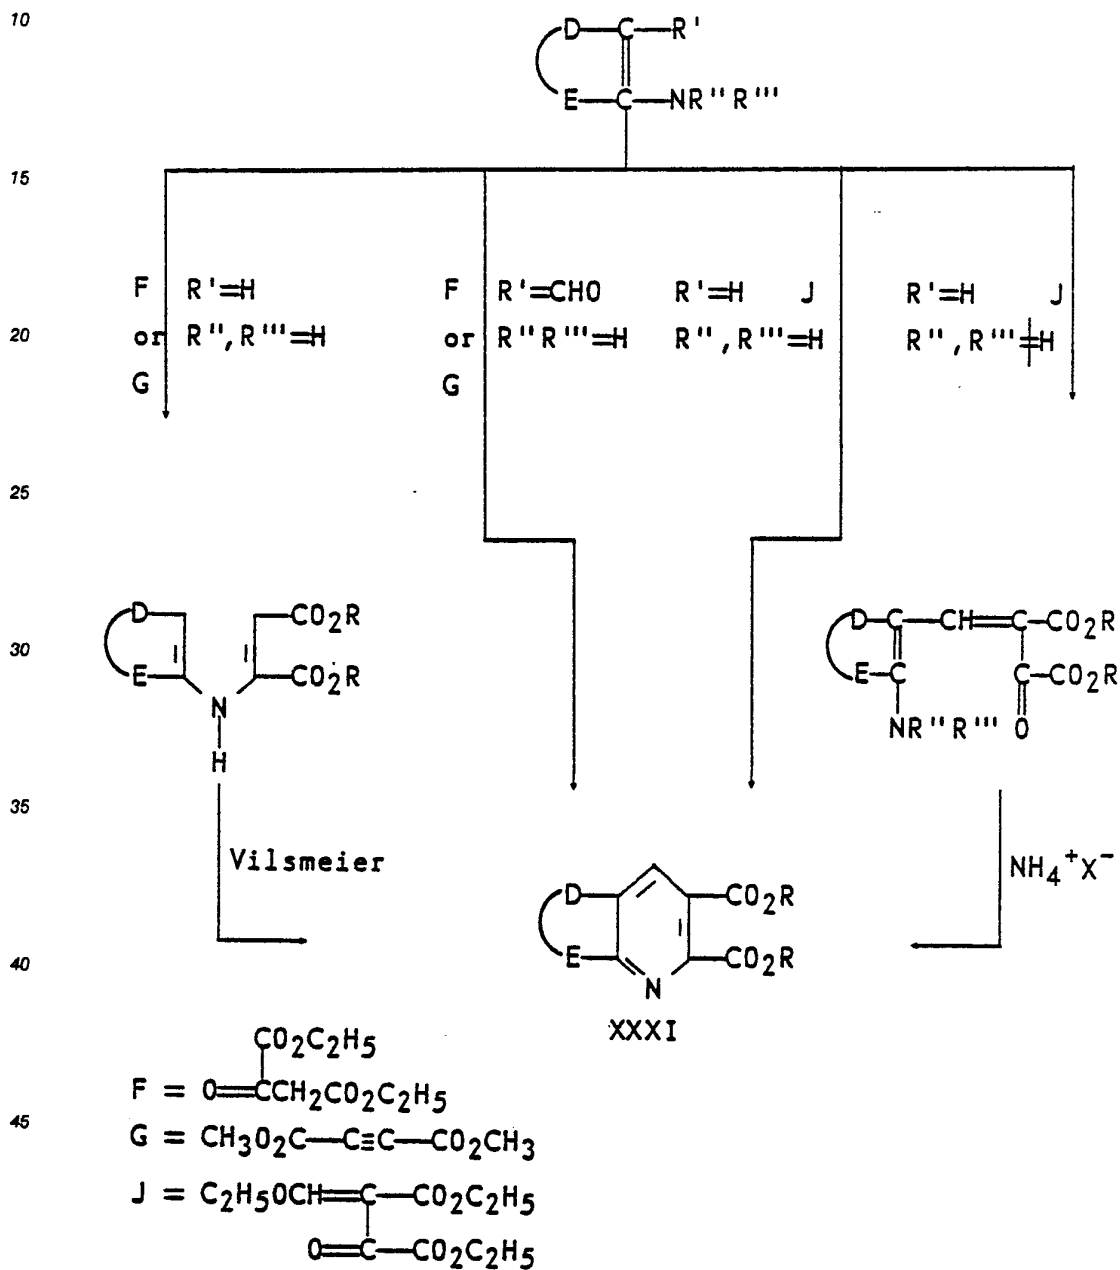 10
D—C—R'
E—C—NR''R'''
15
F R'=H F R'=CHO R'=H J R'=H J
20 or R'',R'''=H or R''R'''=H R'',R'''=H R'',R'''≠H
G G
25
D CO2R D—C—CH=C—CO2R
30 E CO2R E—C C—CO2R
N NR''R''' O
H
35
Vilsmeier NH4+X-
D CO2R
40 E CO2R
N
XXXI
CO2C2H5
F = O=CCH2CO2C2H5
45
G = CH3O2C—C≡C—CO2CH3
J = C2H5OCH=C—CO2C2H5
O=C—CO2C2H5